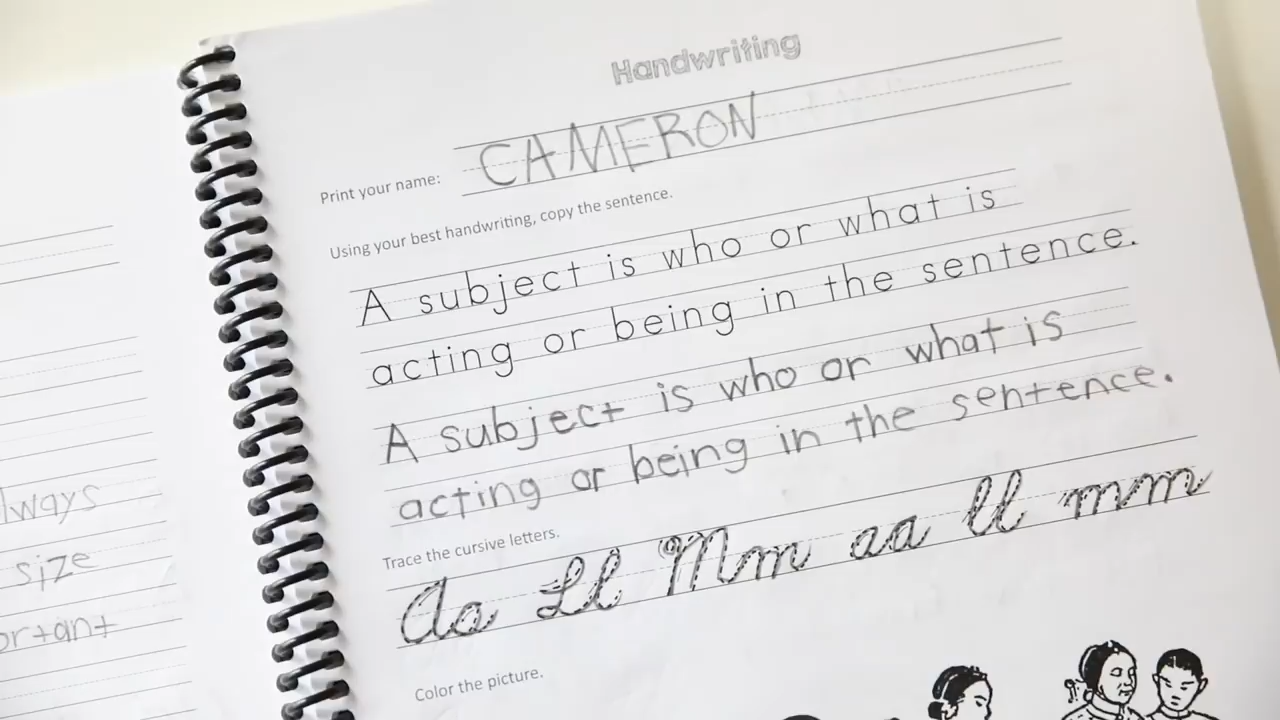 Handwriting
Print your name: CAMERON
Using your best handwriting, copy the sentence.
A subject is who or what is
acting or being in the sentence.
A subject is who or what is
acting or being in the sentence.
Trace the cursive letters.
Aa Ll Mm aa ll mm
Color the picture.
size